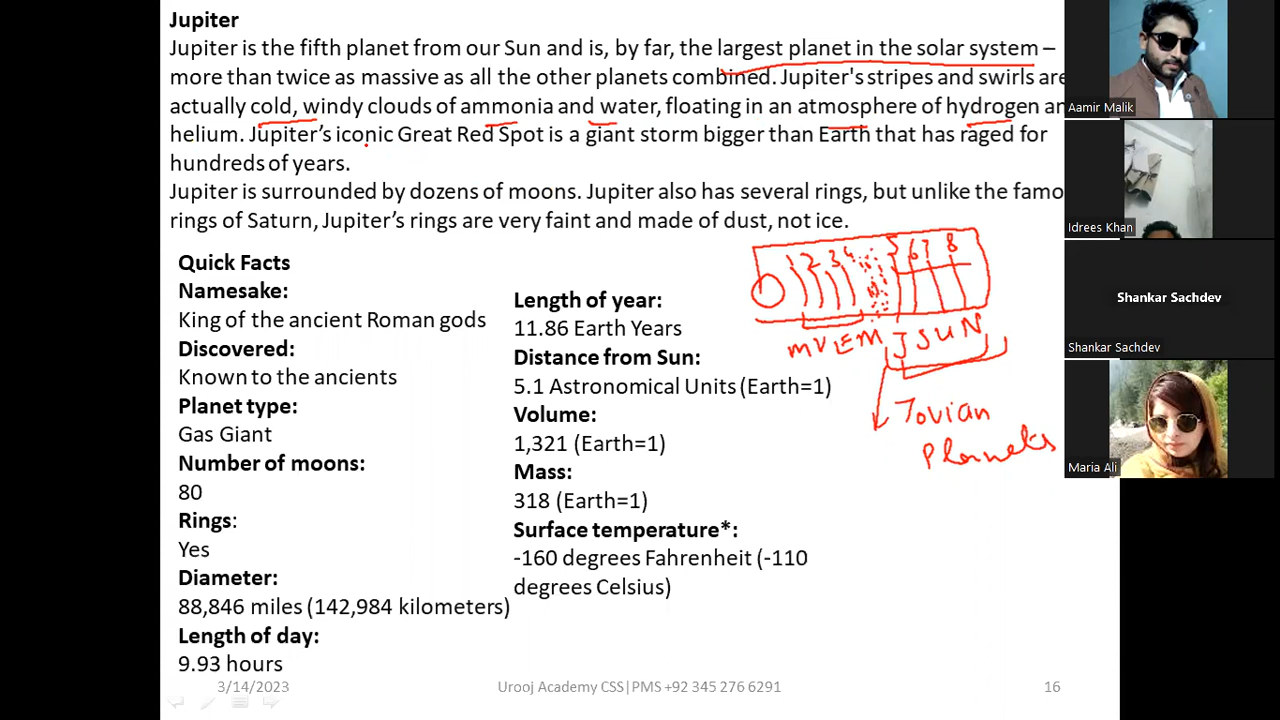 Jupiter
Jupiter is the fifth planet from our Sun and is, by far, the largest planet in the solar system –
more than twice as massive as all the other planets combined. Jupiter's stripes and swirls are
actually cold, windy clouds of ammonia and water, floating in an atmosphere of hydrogen an
helium. Jupiter’s iconic Great Red Spot is a giant storm bigger than Earth that has raged for
hundreds of years.
Jupiter is surrounded by dozens of moons. Jupiter also has several rings, but unlike the famo
rings of Saturn, Jupiter’s rings are very faint and made of dust, not ice.
Quick Facts
Namesake:
King of the ancient Roman gods
Discovered:
Known to the ancients
Planet type:
Gas Giant
Number of moons:
80
Rings:
Yes
Diameter:
88,846 miles (142,984 kilometers)
Length of day:
9.93 hours
Length of year:
11.86 Earth Years
Distance from Sun:
5.1 Astronomical Units (Earth=1)
Volume:
1,321 (Earth=1)
Mass:
318 (Earth=1)
Surface temperature*:
-160 degrees Fahrenheit (-110
degrees Celsius)
1 2 3 4 5 6 7 8
M V E M J S U N
Jovian
Planets
3/14/2023
Urooj Academy CSS|PMS +92 345 276 6291
16
Aamir Malik
Idrees Khan
Shankar Sachdev
Shankar Sachdev
Maria Ali